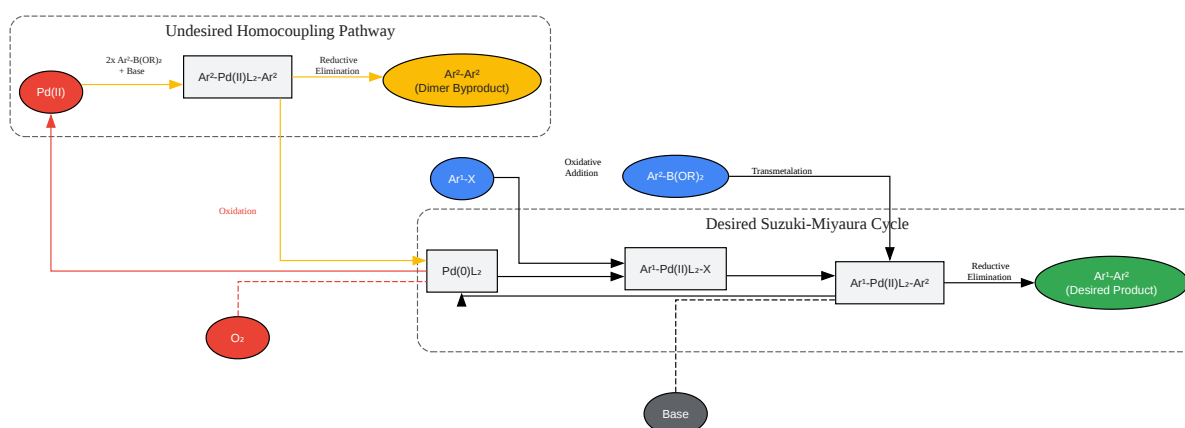 Undesired Homocoupling Pathway
2x Ar²-B(OR)₂
+ Base
Reductive
Elimination
Pd(II)
Ar²-Pd(II)L₂-Ar²
Ar²-Ar²
(Dimer Byproduct)
Oxidation
Ar¹-X
Oxidative
Addition
Ar²-B(OR)₂
Transmetalation
Desired Suzuki-Miyaura Cycle
Pd(0)L₂
Ar¹-Pd(II)L₂-X
Ar¹-Pd(II)L₂-Ar²
Reductive
Elimination
Ar¹-Ar²
(Desired Product)
O₂
Base